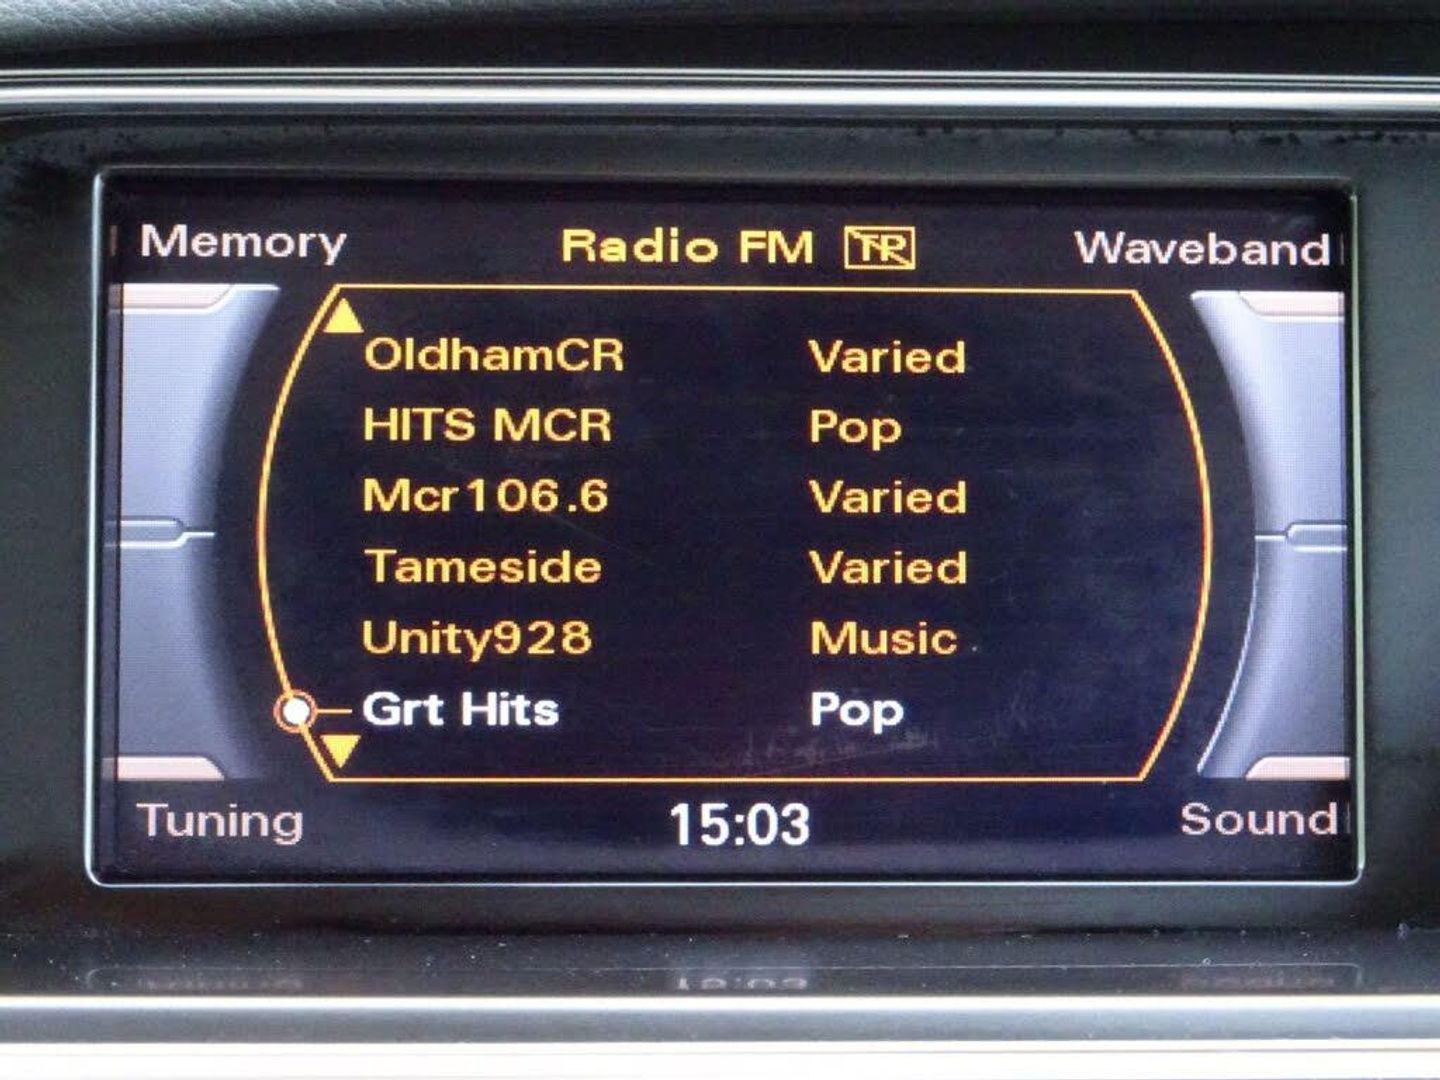 Memory Radio FM TP Waveband
OldhamCR Varied
HITS MCR Pop
Mcr106.6 Varied
Tameside Varied
Unity928 Music
Grt Hits Pop
Tuning 15:03 Sound